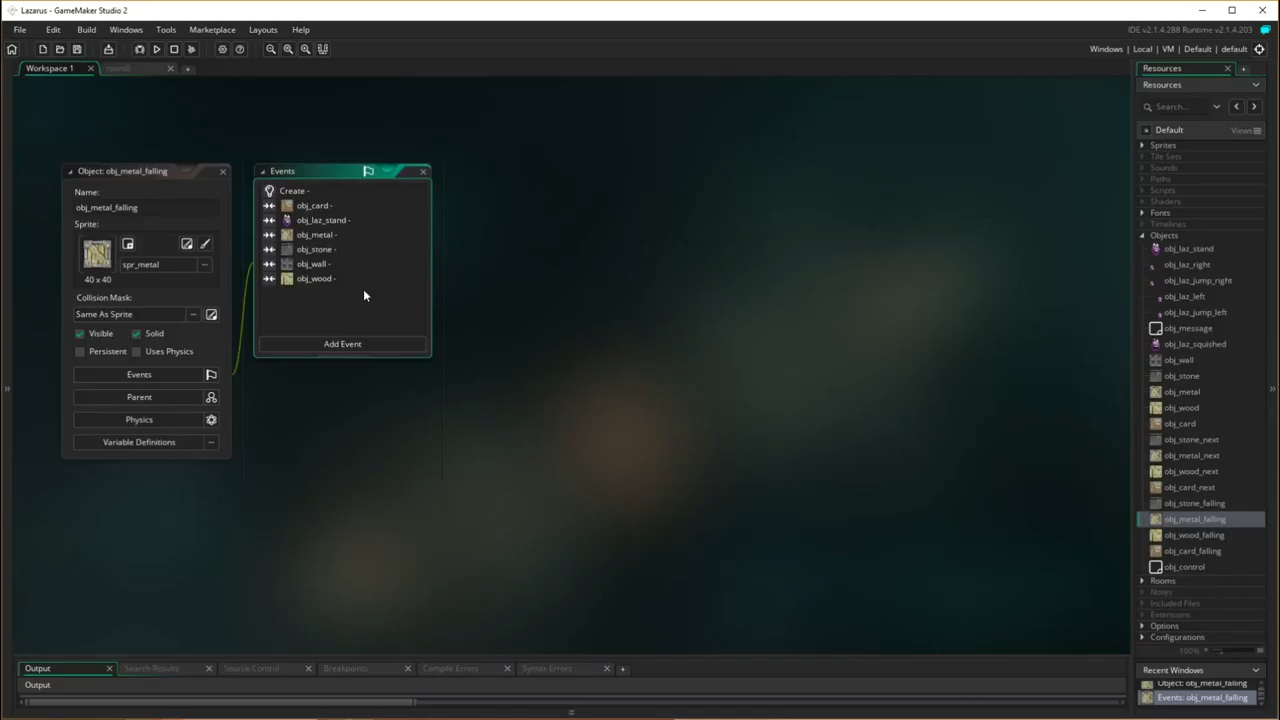 Lazarus - GameMaker Studio 2
File Edit Build Windows Tools Marketplace Layouts Help
IDE v2.1.4.288 Runtime v2.1.4.203
Windows | Local | VM | Default | default
Workspace 1
room0
Resources
Resources
Search...
Default
Views
Sprites
Tile Sets
Sounds
Paths
Scripts
Shaders
Fonts
Timelines
Objects
obj_laz_stand
obj_laz_right
obj_laz_jump_right
obj_laz_left
obj_laz_jump_left
obj_message
obj_laz_squished
obj_wall
obj_stone
obj_metal
obj_wood
obj_card
obj_stone_next
obj_metal_next
obj_wood_next
obj_card_next
obj_stone_falling
obj_metal_falling
obj_wood_falling
obj_card_falling
obj_control
Rooms
Notes
Included Files
Extensions
Options
Configurations
100%
Recent Windows
Object: obj_metal_falling
Events: obj_metal_falling
Object: obj_metal_falling
Name:
obj_metal_falling
Sprite:
spr_metal
...
40 x 40
Collision Mask:
Same As Sprite
...
Visible
Solid
Persistent
Uses Physics
Events
Parent
Physics
Variable Definitions
...
Events
Create -
obj_card -
obj_laz_stand -
obj_metal -
obj_stone -
obj_wall -
obj_wood -
Add Event
Output
Search Results
Source Control
Breakpoints
Compile Errors
Syntax Errors
Output